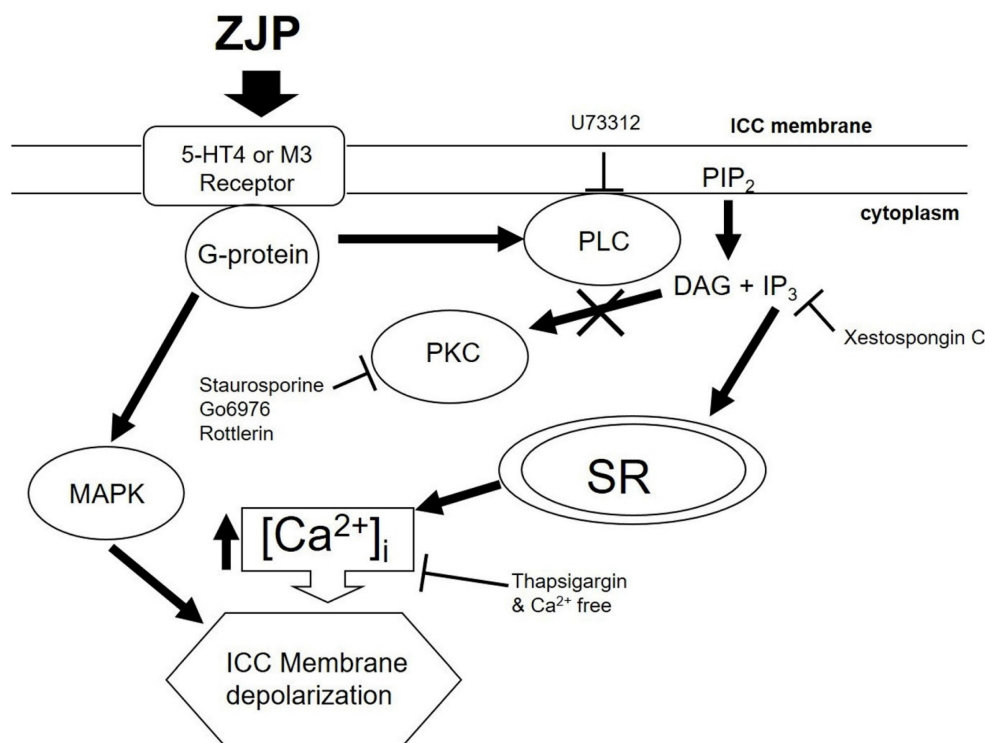 ZJP
U73312
ICC membrane
5-HT4 or M3
Receptor
PIP₂
cytoplasm
G-protein
PLC
DAG + IP₃
Xestospongin C
PKC
Staurosporine
Go6976
Rottlerin
SR
MAPK
[Ca²⁺]ᵢ
Thapsigargin
& Ca²⁺ free
ICC Membrane
depolarization